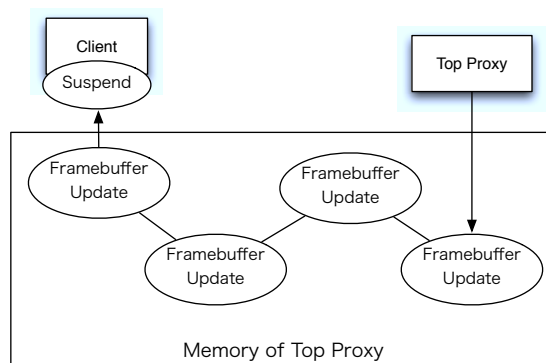 Client
Suspend
Top Proxy
Framebuffer
Update
Framebuffer
Update
Framebuffer
Update
Framebuffer
Update
Memory of Top Proxy